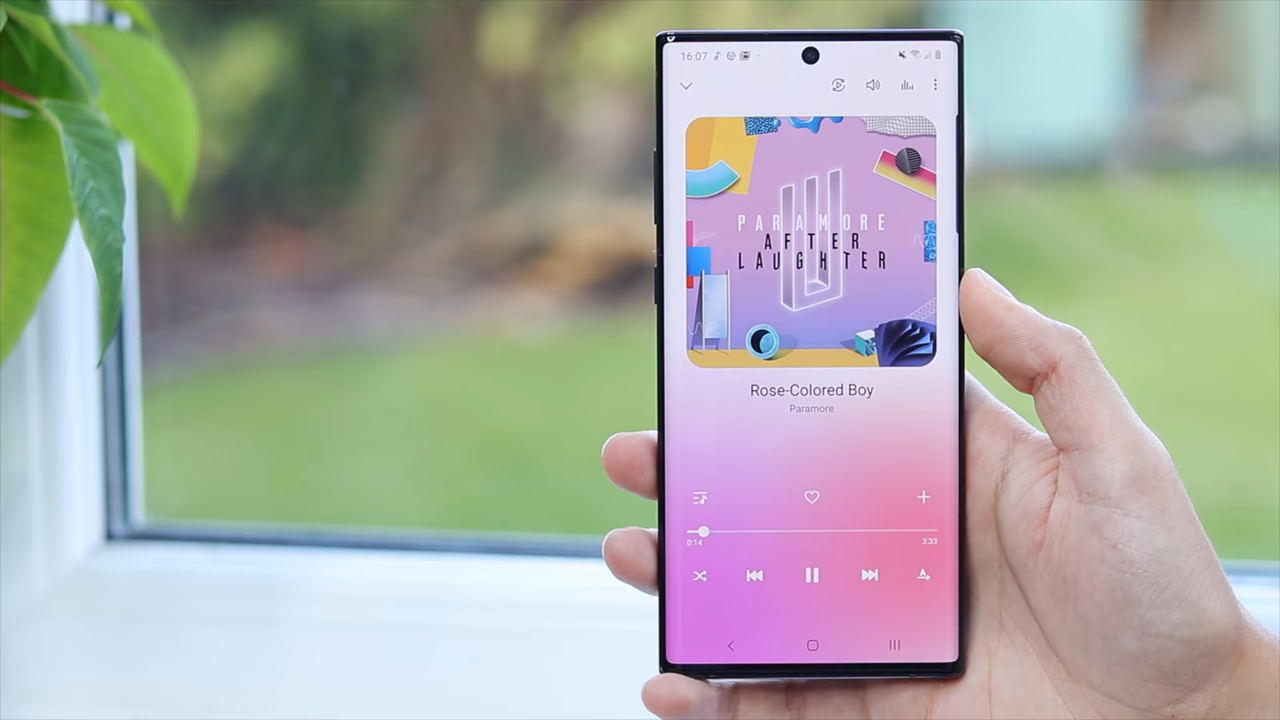 16:07
PARAMORE
AFTER
LAUGHTER
Rose-Colored Boy
Paramore
0:14
3:33